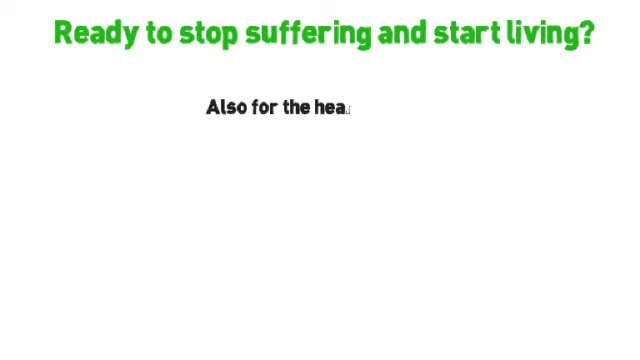 Ready to stop suffering and start living?
Also for the hea